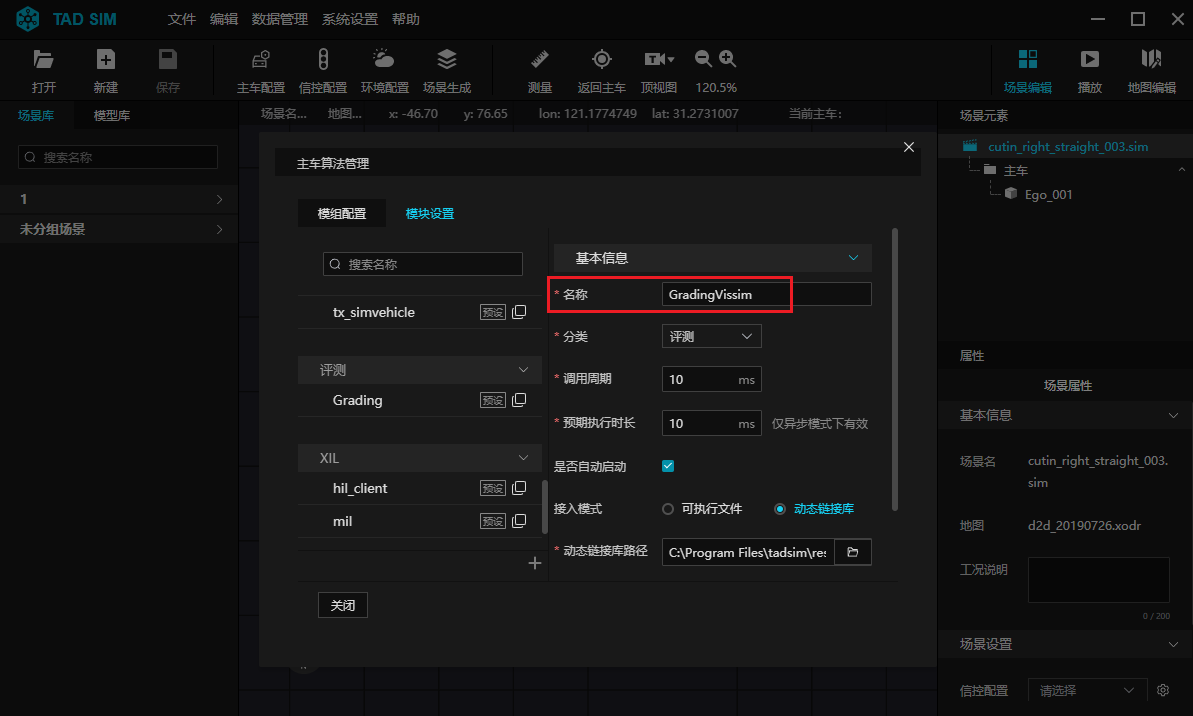 TAD SIM 文件 编辑 数据管理 系统设置 帮助
打开 新建 保存 主车配置 信控配置 环境配置 场景生成 测量 返回主车 顶视图 120.5% 场景编辑 播放 地图编辑
场景库 模型库
场景名... 地图... x: -46.70 y: 76.65 lon: 121.1774749 lat: 31.2731007 当前主车:
搜索名称
1
未分组场景
主车算法管理
模组配置 模块设置
搜索名称
tx_simvehicle 预设
评测
Grading 预设
XIL
hil_client 预设
mil 预设
关闭
基本信息
* 名称 GradingVissim
* 分类 评测
* 调用周期 10 ms
* 预期执行时长 10 ms 仅异步模式下有效
是否自动启动
接入模式 可执行文件 动态链接库
* 动态链接库路径 C:\Program Files\tadsim\res
场景元素
cutin_right_straight_003.sim
主车
Ego_001
属性
场景属性
基本信息
场景名 cutin_right_straight_003.
sim
地图 d2d_20190726.xodr
工况说明
0 / 200
场景设置
信控配置 请选择